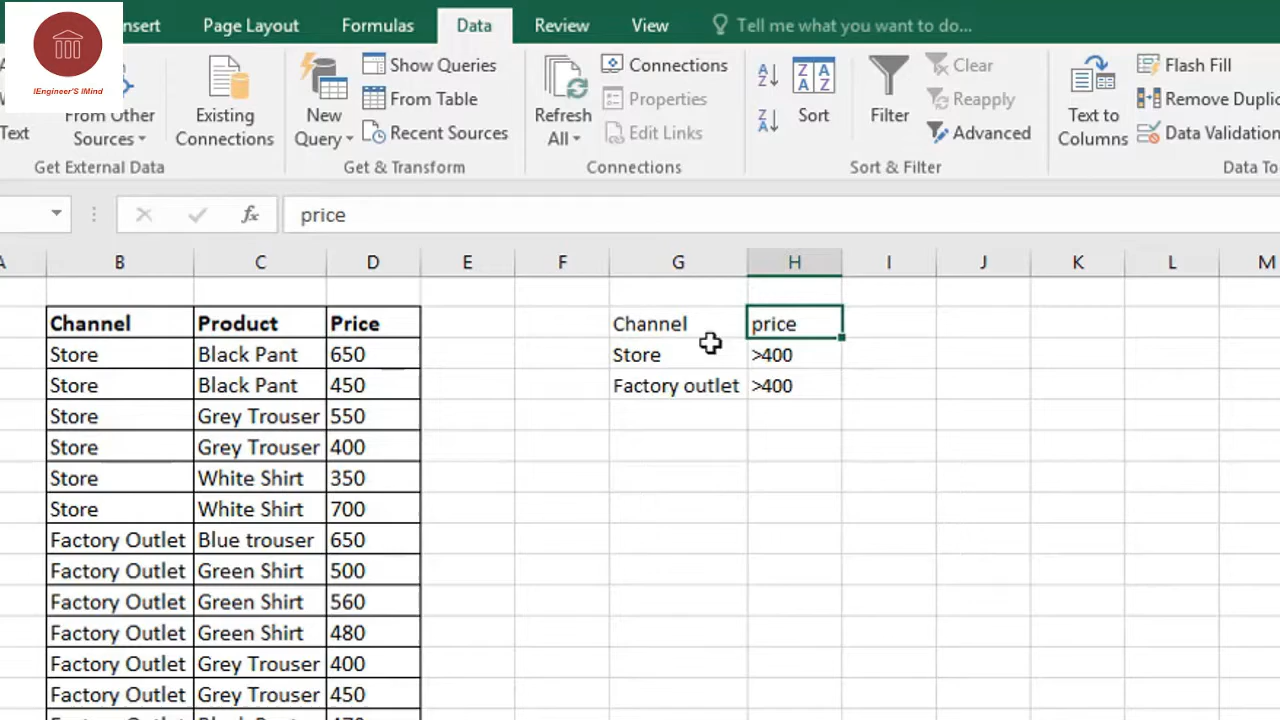 IEngineer'S IMind
Insert Page Layout Formulas Data Review View Tell me what you want to do...
Text
From Other Sources
Existing Connections
Get External Data
New Query
Show Queries
From Table
Recent Sources
Get & Transform
Refresh All
Connections
Properties
Edit Links
Connections
Sort
Filter
Clear
Reapply
Advanced
Sort & Filter
Text to Columns
Flash Fill
Remove
Data Validation
fx price
A B C D E F G H I J K L M
Channel Product Price Channel price
Store Black Pant 650 Store >400
Store Black Pant 450 Factory outlet >400
Store Grey Trouser 550
Store Grey Trouser 400
Store White Shirt 350
Store White Shirt 700
Factory Outlet Blue trouser 650
Factory Outlet Green Shirt 500
Factory Outlet Green Shirt 560
Factory Outlet Green Shirt 480
Factory Outlet Grey Trouser 400
Factory Outlet Grey Trouser 450